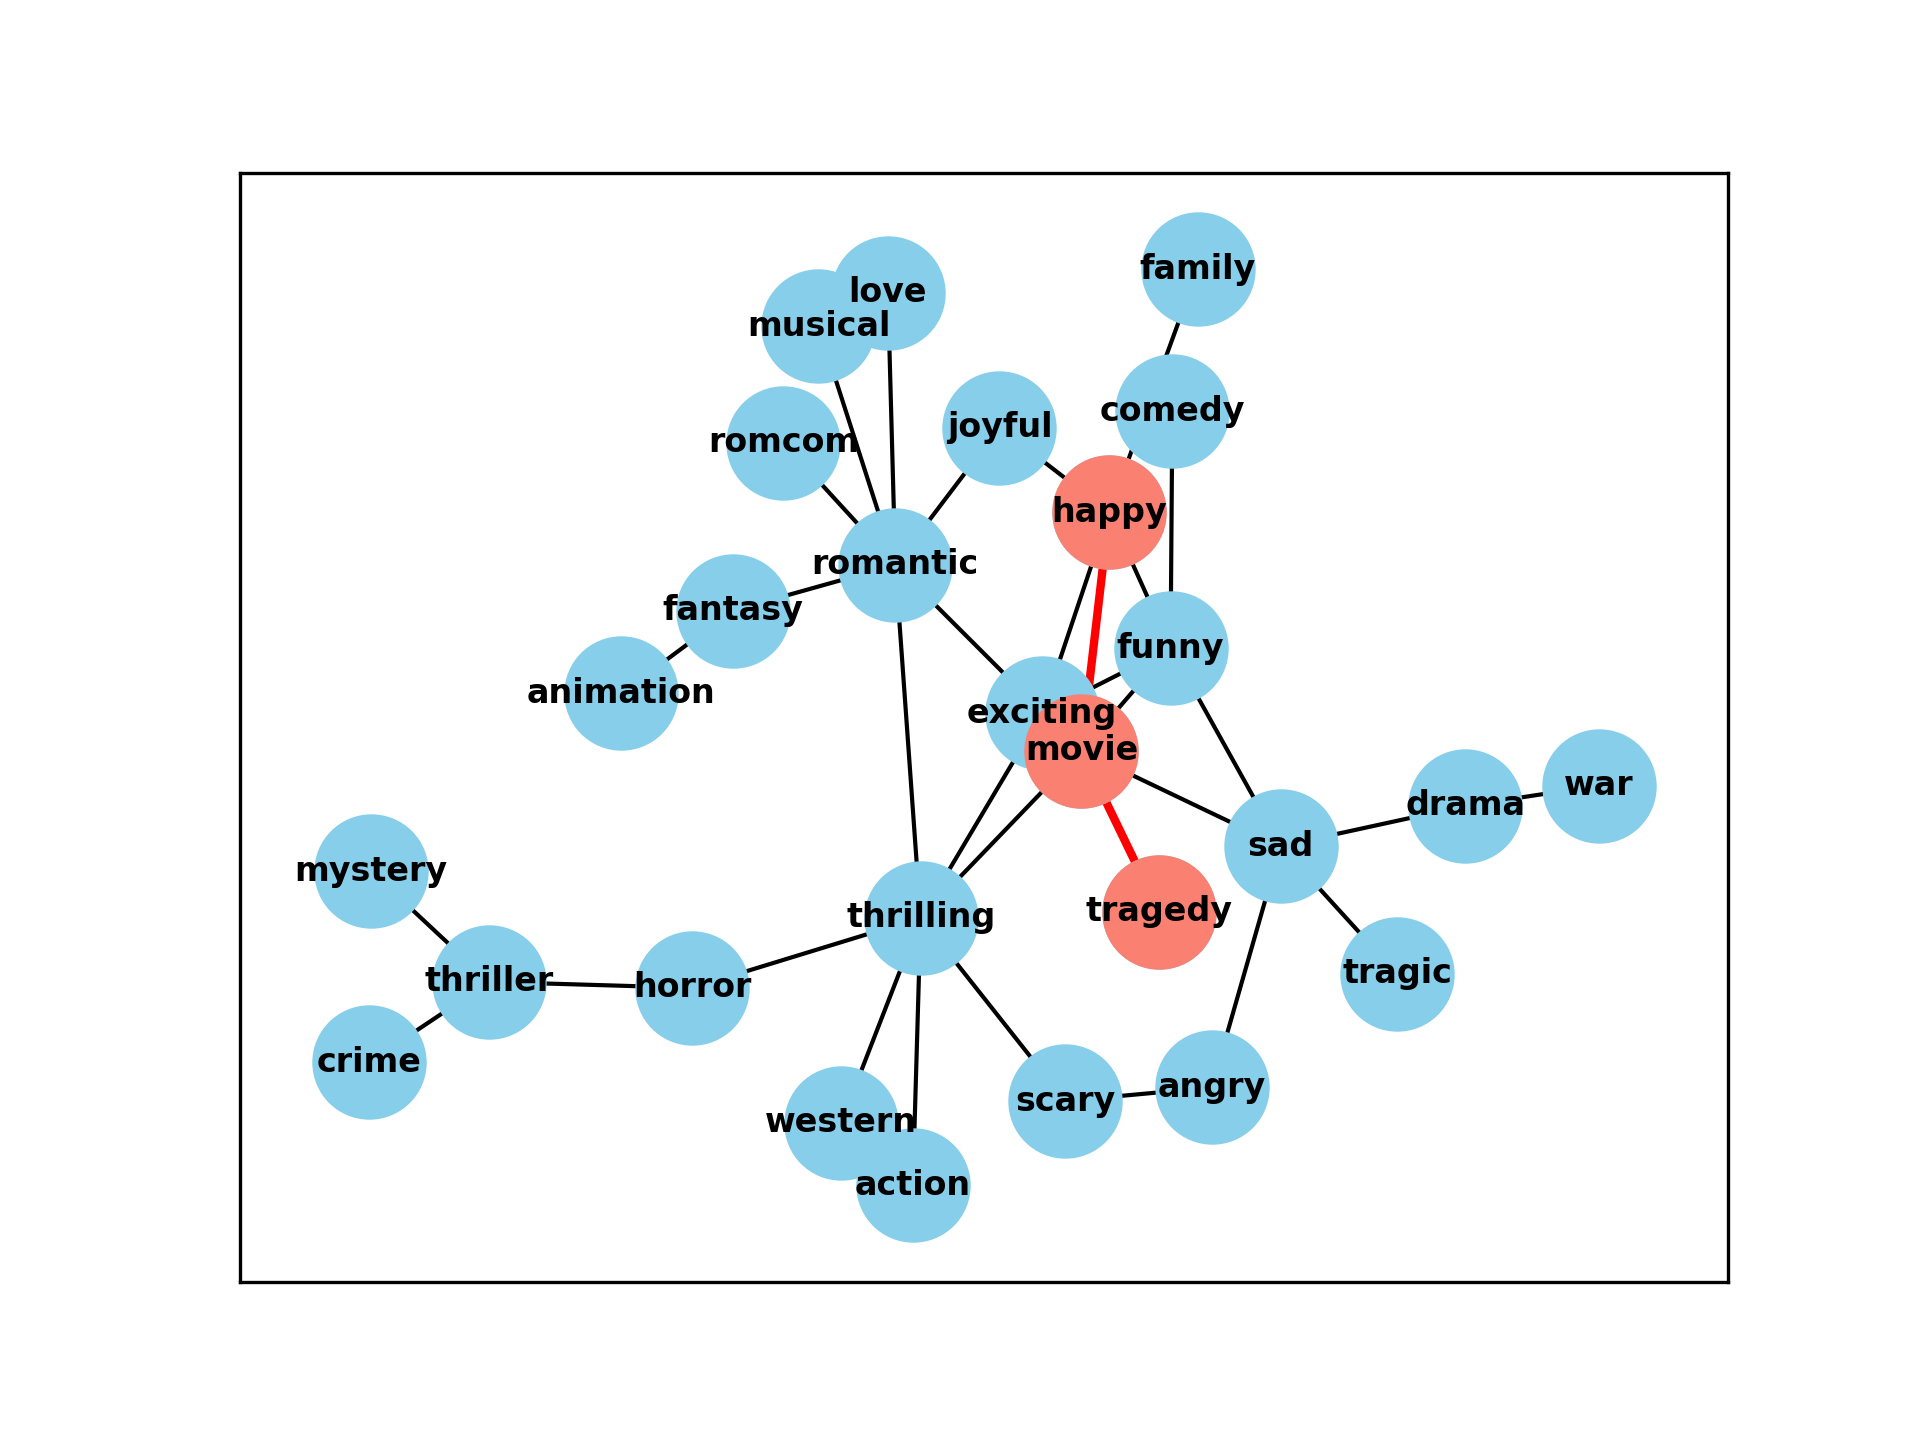 family
love
musical
comedy
joyful
romcom
happy
romantic
fantasy
funny
animation
exciting
movie
war
drama
sad
mystery
tragedy
thrilling
tragic
thriller
horror
crime
angry
scary
western
action